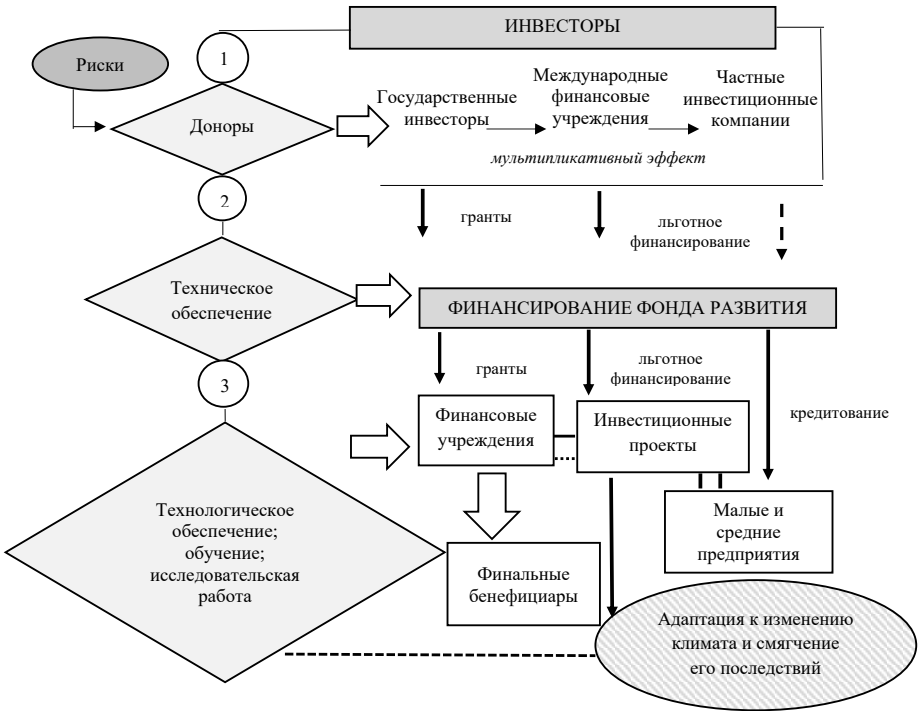 ИНВЕСТОРЫ
1
Риски
Доноры
Государственные
инвесторы
Международные
финансовые
учреждения
Частные
инвестиционные
компании
мультипликативный эффект
2
гранты
льготное
финансирование
Техническое
обеспечение
ФИНАНСИРОВАНИЕ ФОНДА РАЗВИТИЯ
3
гранты
льготное
финансирование
кредитование
Финансовые
учреждения
Инвестиционные
проекты
Малые и
средние
предприятия
Технологическое
обеспечение;
обучение;
исследовательская
работа
Финальные
бенефициары
Адаптация к изменению
климата и смягчение
его последствий